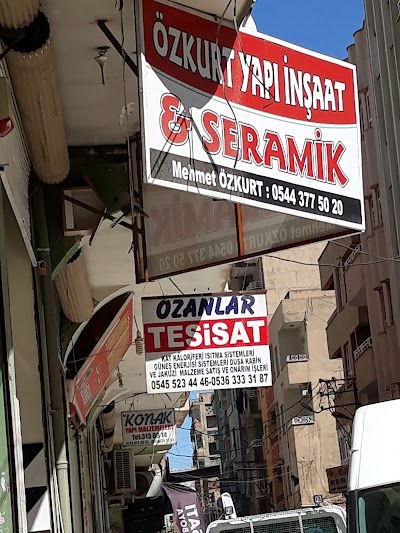 ÖZKURT YAPI İNŞAAT
& SERAMİK
Mehmet ÖZKURT : 0544 377 50 20
OZANLAR
TESİSAT
KAT KALORİFERİ ISITMA SİSTEMLERİ
GÜNEŞ ENERJİSİ SİSTEMLERİ DUŞA KABİN
VE JAKUZİ MALZEME SATIŞ VE ONARIM İŞLERİ
0545 523 44 46-0536 333 31 87
KONAK
YAPI MALZEMELERİ